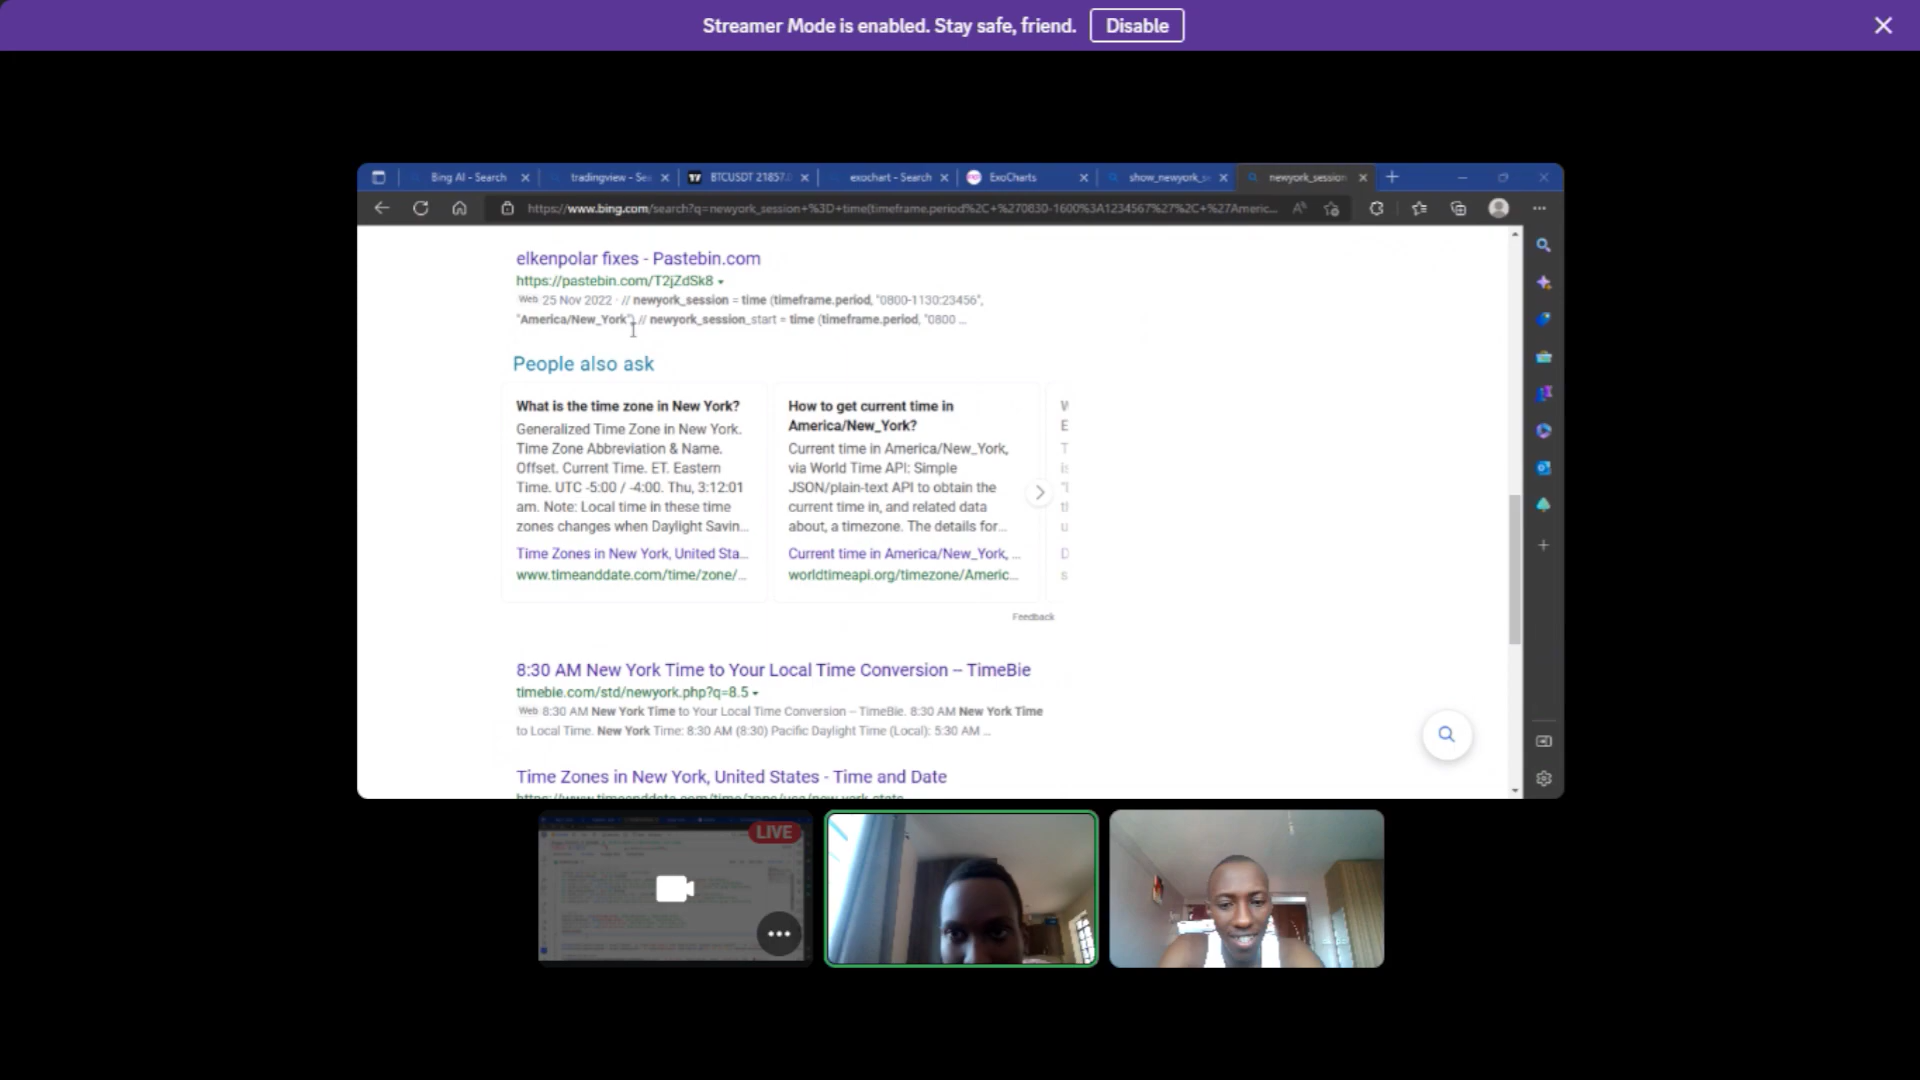 Streamer Mode is enabled. Stay safe, friend. Disable
Bing AI - Search
tradingview - Se
BTCUSDT 21857.
exochart - Search
ExoCharts
show_newyork_s
newyork_session
https://www.bing.com/search?q=newyork_session+%3D+time(timeframe.period%2C+%270830-1600%3A1234567%27%2C+%27Americ...
elkenpolar fixes - Pastebin.com
https://pastebin.com/T2jZdSk8
Web 25 Nov 2022 · // newyork_session = time (timeframe.period, "0800-1130:23456",
"America/New_York") // newyork_session_start = time (timeframe.period, "0800 ...
People also ask
What is the time zone in New York?
Generalized Time Zone in New York.
Time Zone Abbreviation & Name.
Offset. Current Time. ET. Eastern
Time. UTC -5:00 / -4:00. Thu, 3:12:01
am. Note: Local time in these time
zones changes when Daylight Savin...
Time Zones in New York, United Sta...
www.timeanddate.com/time/zone/...
How to get current time in
America/New_York?
Current time in America/New_York,
via World Time API: Simple
JSON/plain-text API to obtain the
current time in, and related data
about, a timezone. The details for...
Current time in America/New_York, ...
worldtimeapi.org/timezone/Americ...
Feedback
8:30 AM New York Time to Your Local Time Conversion – TimeBie
timebie.com/std/newyork.php?q=8.5
Web 8:30 AM New York Time to Your Local Time Conversion – TimeBie. 8:30 AM New York Time
to Local Time. New York Time: 8:30 AM (8:30) Pacific Daylight Time (Local): 5:30 AM ...
Time Zones in New York, United States - Time and Date
https://www.timeanddate.com/time/zone/usa/new-york-state
LIVE